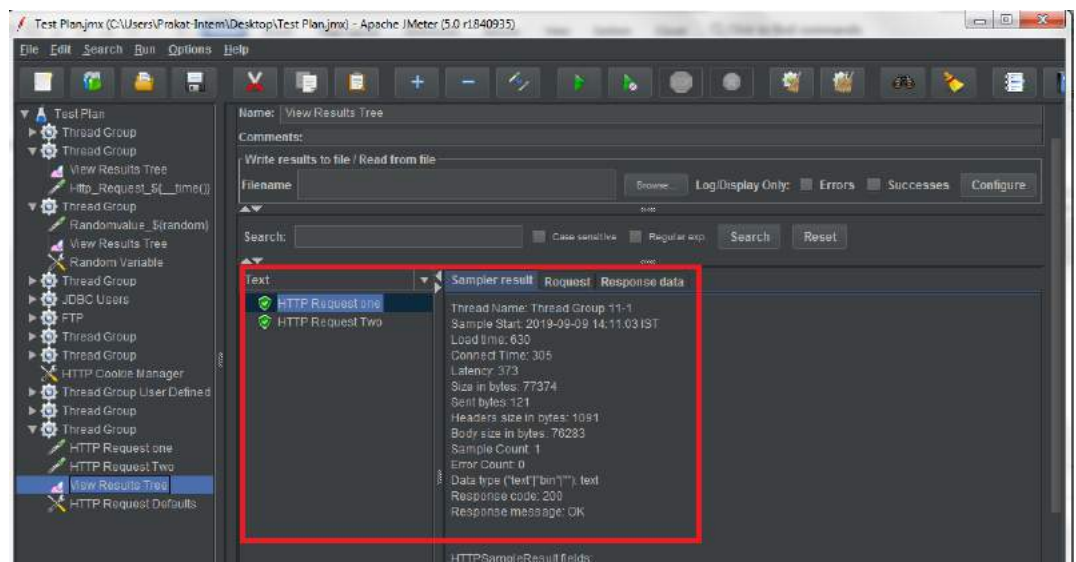 Test Plan.jmx (C:\Users\Prakat-Intern\Desktop\Test Plan.jmx) - Apache JMeter (5.0 r1840935)
File Edit Search Run Options Help
Test Plan
Thread Group
Thread Group
View Results Tree
Http_Request_${__time()}
Thread Group
Randomvalue_${random}
View Results Tree
Random Variable
Thread Group
JDBC Users
FTP
Thread Group
Thread Group
HTTP Cookie Manager
Thread Group User Defined
Thread Group
Thread Group
HTTP Request one
HTTP Request Two
View Results Tree
HTTP Request Defaults
Name: View Results Tree
Comments:
Write results to file / Read from file
Filename Browse... Log/Display Only: Errors Successes Configure
Search: Case sensitive Regular exp. Search Reset
Text
HTTP Request one
HTTP Request Two
Sampler result Request Response data
Thread Name: Thread Group 11-1
Sample Start: 2019-09-09 14:11:03 IST
Load time: 630
Connect Time: 305
Latency: 373
Size in bytes: 77374
Sent bytes:121
Headers size in bytes: 1091
Body size in bytes: 76283
Sample Count: 1
Error Count: 0
Data type ("text"|"bin"|""): text
Response code: 200
Response message: OK
HTTPSampleResult fields: